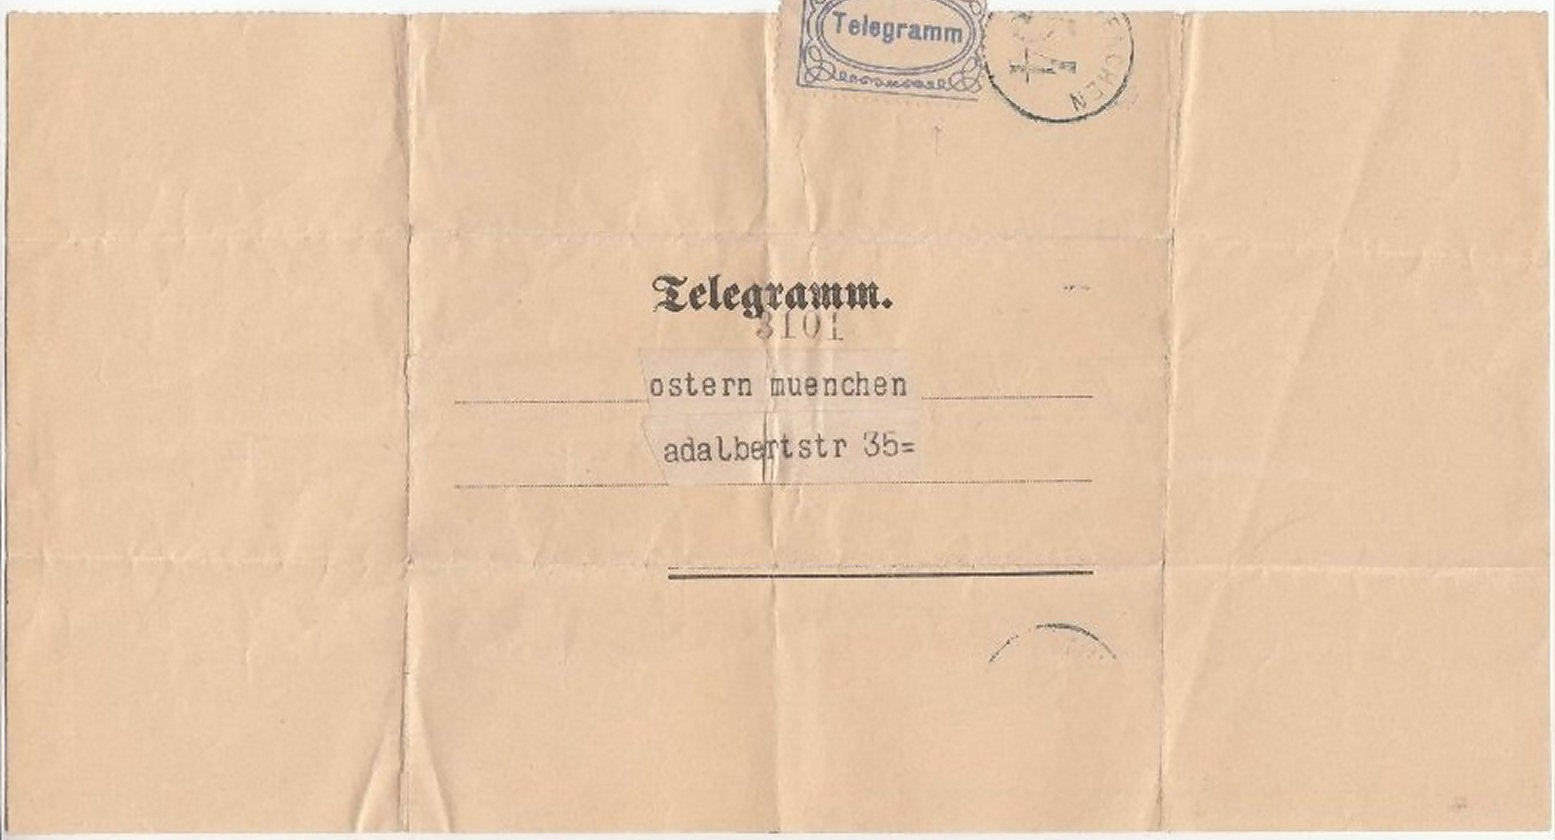 Telegramm
Telegramm.
3101
ostern muenchen
adalbertstr 35=